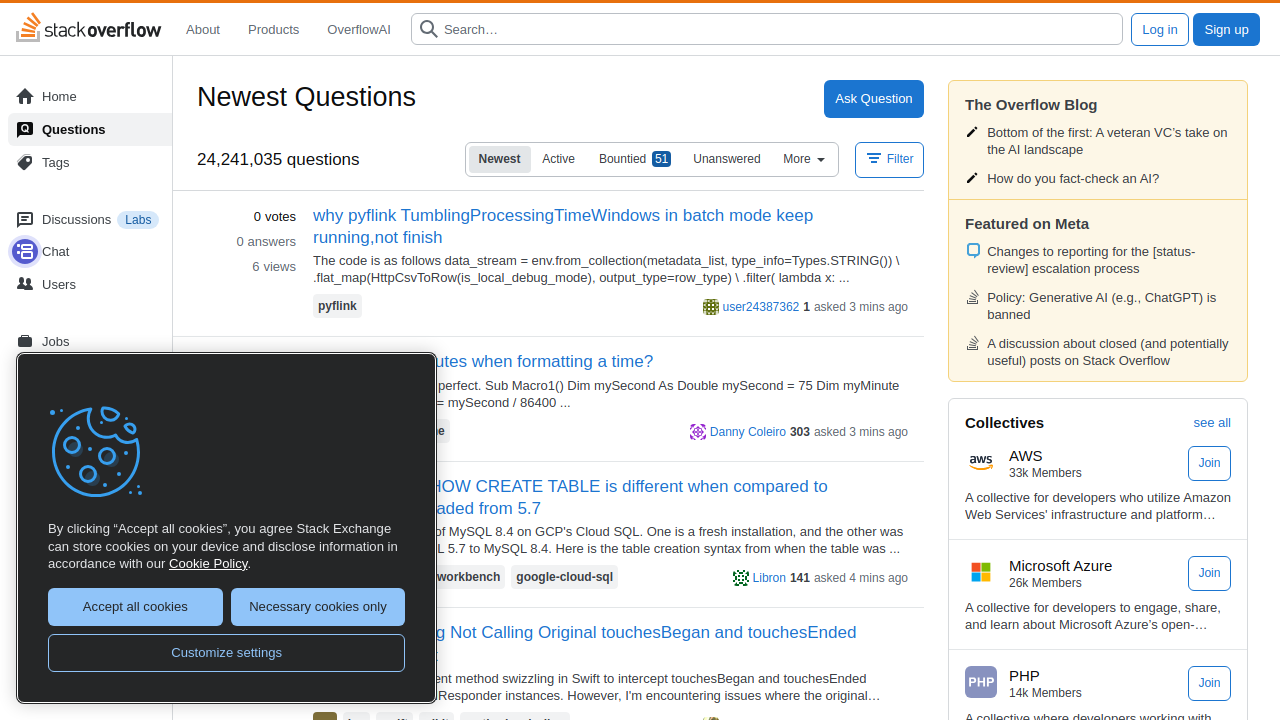 stackoverflow
About
Products
OverflowAI
Search…
Log in
Sign up
Home
Questions
Tags
Discussions
Labs
Chat
Users
Jobs
Newest Questions
Ask Question
24,241,035 questions
Newest
Active
Bountied 51
Unanswered
More
Filter
0 votes
0 answers
6 views
why pyflink TumblingProcessingTimeWindows in batch mode keep
running,not finish
The code is as follows data_stream = env.from_collection(metadata_list, type_info=Types.STRING()) \
.flat_map(HttpCsvToRow(is_local_debug_mode), output_type=row_type) \ .filter( lambda x: ...
pyflink
user24387362 1 asked 3 mins ago
utes when formatting a time?
perfect. Sub Macro1() Dim mySecond As Double mySecond = 75 Dim myMinute
= mySecond / 86400 ...
Danny Coleiro 303 asked 3 mins ago
HOW CREATE TABLE is different when compared to
aded from 5.7
of MySQL 8.4 on GCP's Cloud SQL. One is a fresh installation, and the other was
L 5.7 to MySQL 8.4. Here is the table creation syntax from when the table was ...
workbench
google-cloud-sql
Libron 141 asked 4 mins ago
g Not Calling Original touchesBegan and touchesEnded
ent method swizzling in Swift to intercept touchesBegan and touchesEnded
Responder instances. However, I'm encountering issues where the original…
By clicking “Accept all cookies”, you agree Stack Exchange
can store cookies on your device and disclose information in
accordance with our Cookie Policy.
Accept all cookies
Necessary cookies only
Customize settings
The Overflow Blog
Bottom of the first: A veteran VC’s take on
the AI landscape
How do you fact-check an AI?
Featured on Meta
Changes to reporting for the [status-
review] escalation process
Policy: Generative AI (e.g., ChatGPT) is
banned
A discussion about closed (and potentially
useful) posts on Stack Overflow
Collectives
see all
aws
AWS
33k Members
Join
A collective for developers who utilize Amazon
Web Services' infrastructure and platform…
Microsoft Azure
26k Members
Join
A collective for developers to engage, share,
and learn about Microsoft Azure’s open-…
PHP
PHP
14k Members
Join
A collective where developers working with